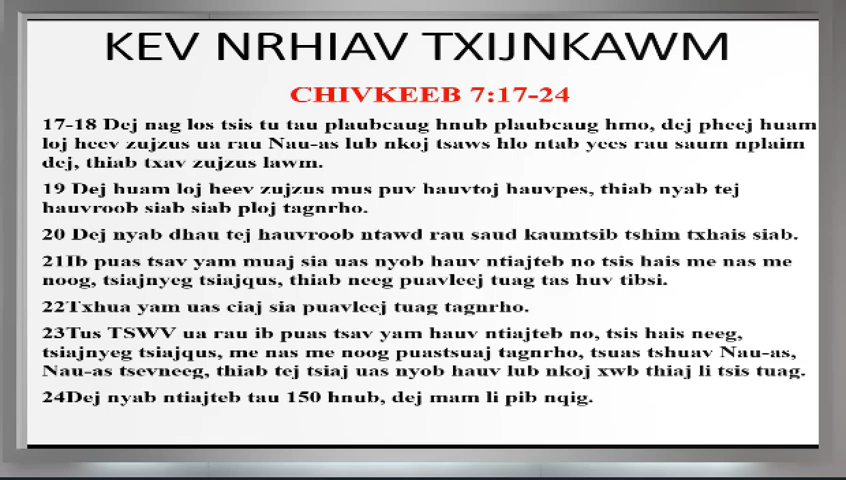 KEV NRHIAV TXIJNKAWM
CHIVKEEB 7:17-24
17-18 Dej nag los tsis tu tau plaubcaug hnub plaubcaug hmo, dej pheej huam
loj heev zujzus ua rau Nau-as lub nkoj tsaws hlo ntab yees rau saum nplaim
dej, thiab txav zujzus lawm.
19 Dej huam loj heev zujzus mus puv hauvtoj hauvpes, thiab nyab tej
hauvroob siab siab ploj tagnrho.
20 Dej nyab dhau tej hauvroob ntawd rau saud kaumtsib tshim txhais siab.
21Ib puas tsav yam muaj sia uas nyob hauv ntiajteb no tsis hais me nas me
noog, tsiajnyeg tsiajqus, thiab neeg puavleej tuag tas huv tibsi.
22Txhua yam uas ciaj sia puavleej tuag tagnrho.
23Tus TSWV ua rau ib puas tsav yam hauv ntiajteb no, tsis hais neeg,
tsiajnyeg tsiajqus, me nas me noog puastsuaj tagnrho, tsuas tshuav Nau-as,
Nau-as tsevneeg, thiab tej tsiaj uas nyob hauv lub nkoj xwb thiaj li tsis tuag.
24Dej nyab ntiajteb tau 150 hnub, dej mam li pib nqig.